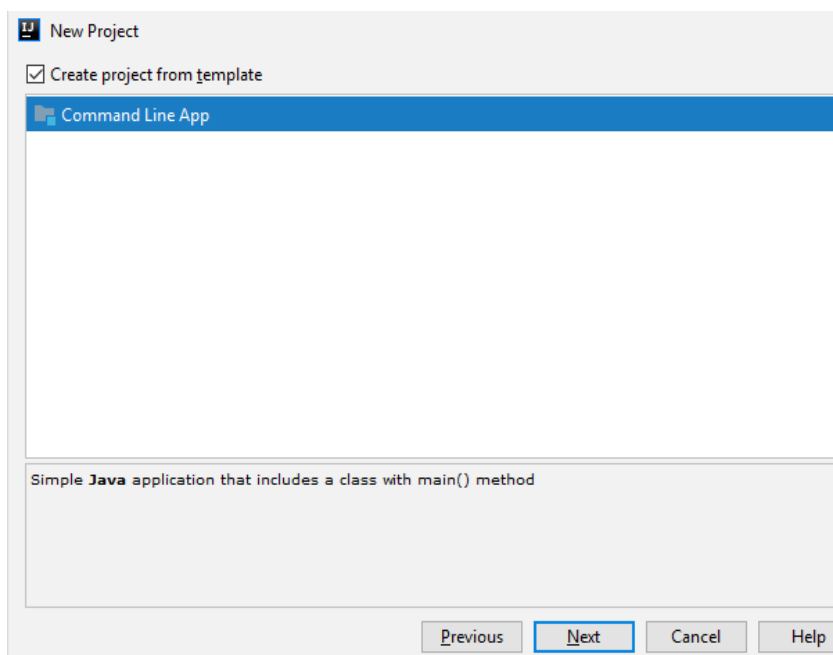 IJ New Project
Create project from template
Command Line App
Simple Java application that includes a class with main() method
Previous Next Cancel Help